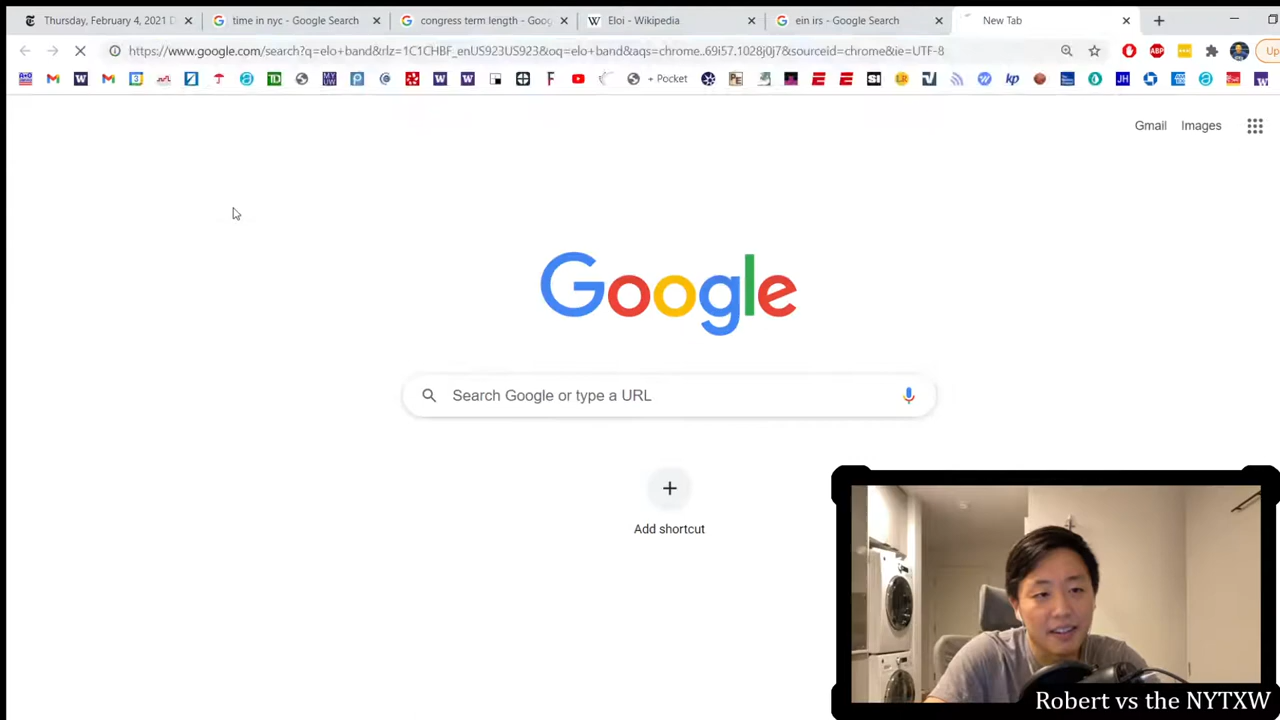 Thursday, February 4, 2021 D
time in nyc - Google Search
congress term length - Goog
Eloi - Wikipedia
ein irs - Google Search
New Tab
https://www.google.com/search?q=elo+band&rlz=1C1CHBF_enUS923US923&oq=elo+band&aqs=chrome..69i57.1028j0j7&sourceid=chrome&ie=UTF-8
Up
+ Pocket
Gmail
Images
Google
Search Google or type a URL
Add shortcut
Robert vs the NYTXW